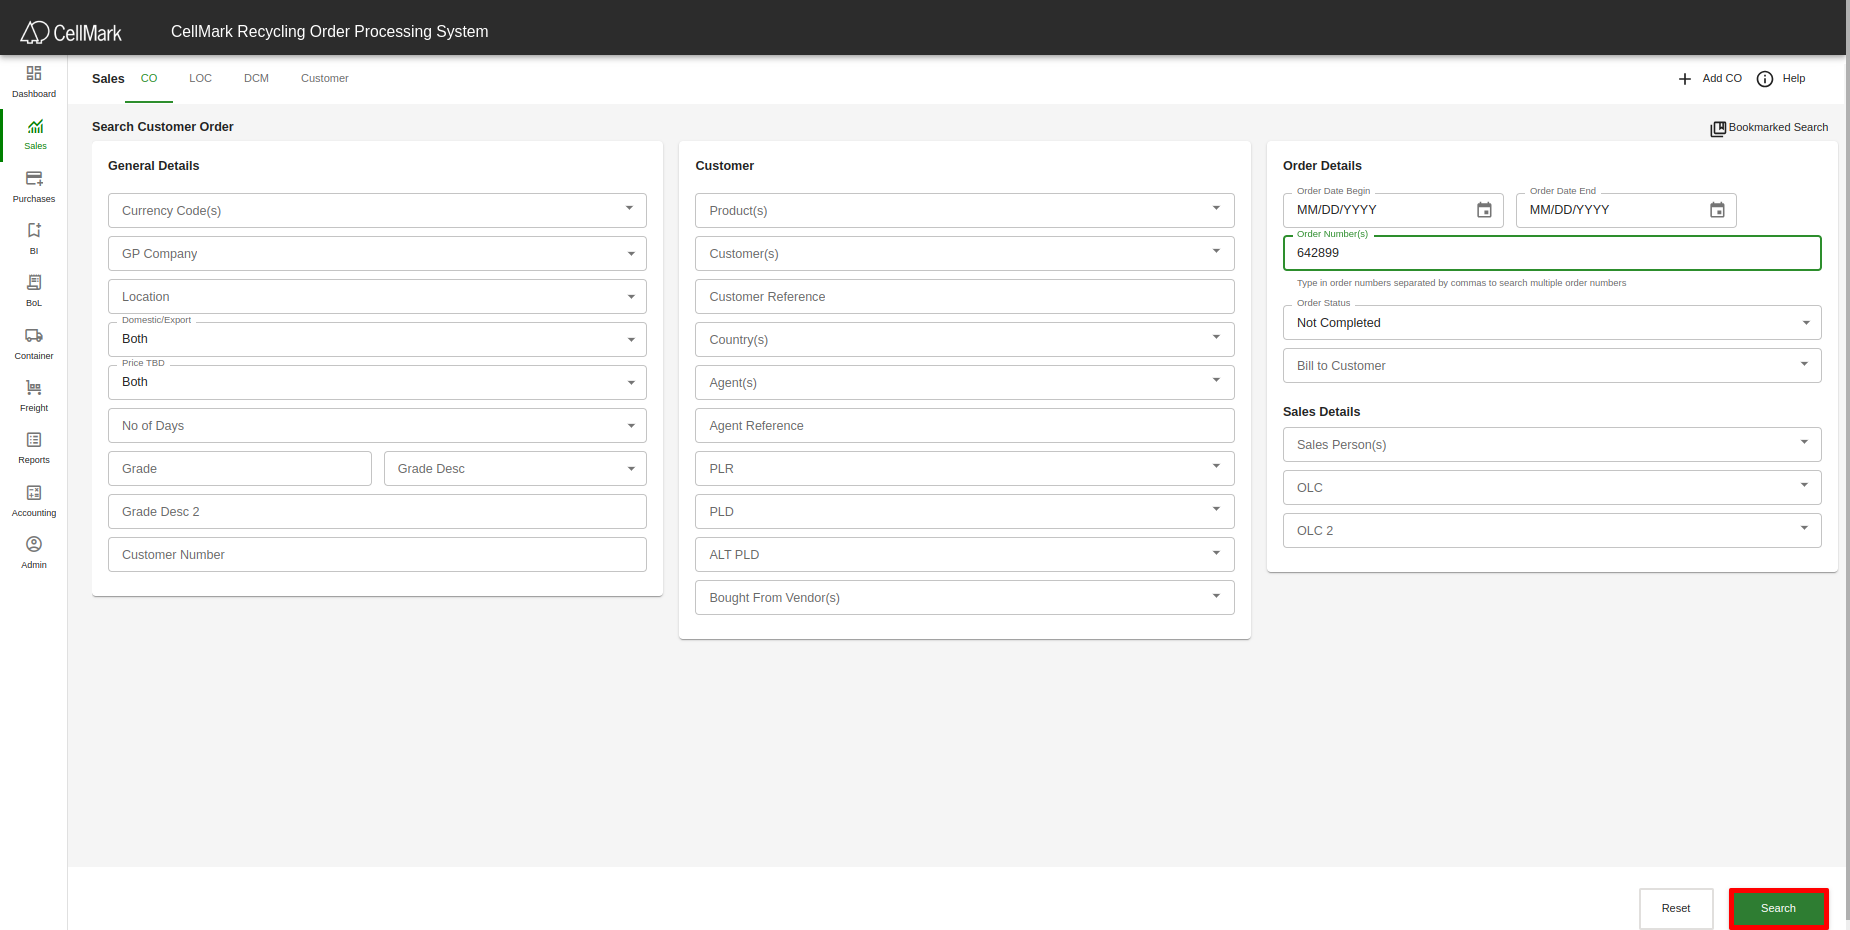 CellMark
CellMark Recycling Order Processing System
Dashboard
Sales
Purchases
BI
BoL
Container
Freight
Reports
Accounting
Admin
Sales CO LOC DCM Customer
Add CO Help
Search Customer Order
Bookmarked Search
General Details
Currency Code(s)
GP Company
Location
Domestic/Export
Both
Price TBD
Both
No of Days
Grade Grade Desc
Grade Desc 2
Customer Number
Customer
Product(s)
Customer(s)
Customer Reference
Country(s)
Agent(s)
Agent Reference
PLR
PLD
ALT PLD
Bought From Vendor(s)
Order Details
Order Date Begin Order Date End
MM/DD/YYYY MM/DD/YYYY
Order Number(s)
642899
Type in order numbers separated by commas to search multiple order numbers
Order Status
Not Completed
Bill to Customer
Sales Details
Sales Person(s)
OLC
OLC 2
Reset Search